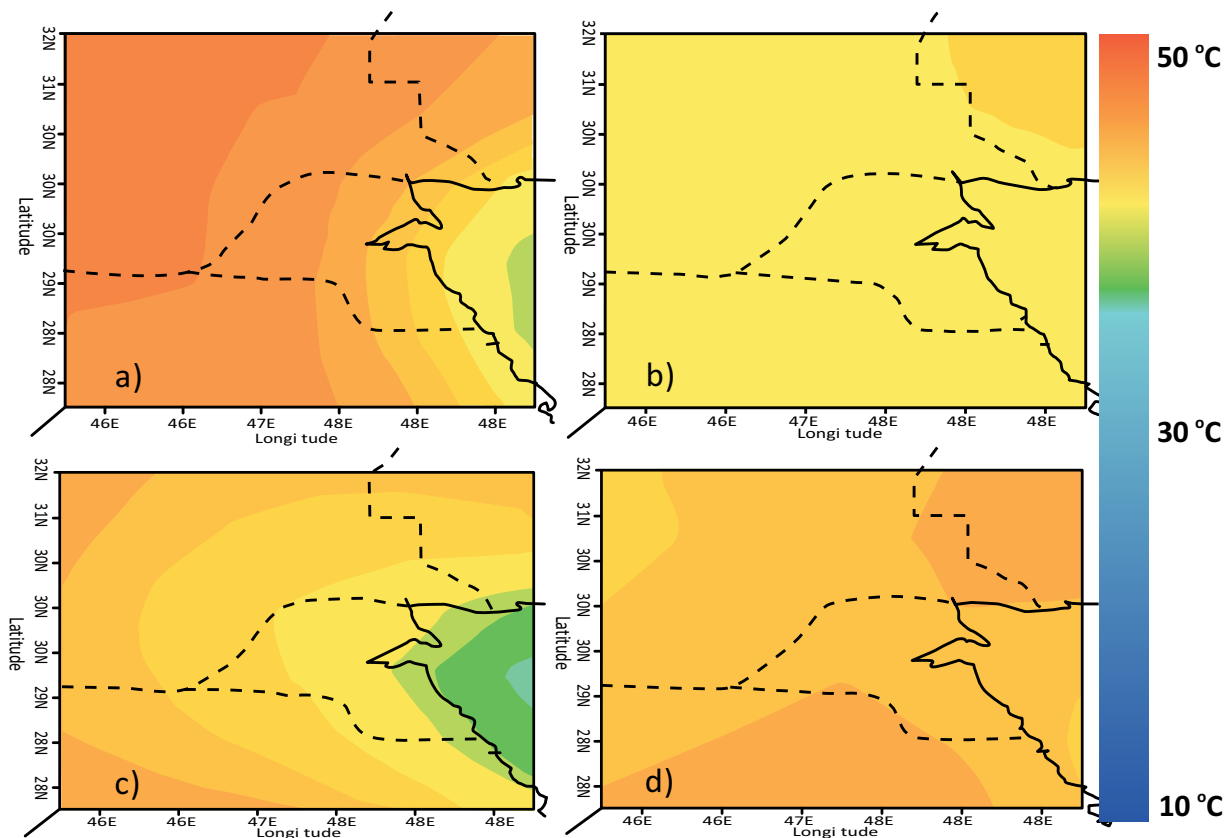 32N
31N
30N
30N
30N
29N
28N
28N
Latitude
a)
46E
46E
47E
48E
48E
48E
Longi tude
32N
31N
30N
30N
30N
29N
28N
28N
Latitude
b)
46E
46E
47E
48E
48E
48E
Longi tude
50 °C
30 °C
10 °C
32N
31N
30N
30N
30N
29N
28N
28N
Latitude
c)
46E
46E
47E
48E
48E
48E
Longi tude
32N
31N
30N
30N
30N
29N
28N
28N
Latitude
d)
46E
46E
47E
48E
48E
48E
Longi tude